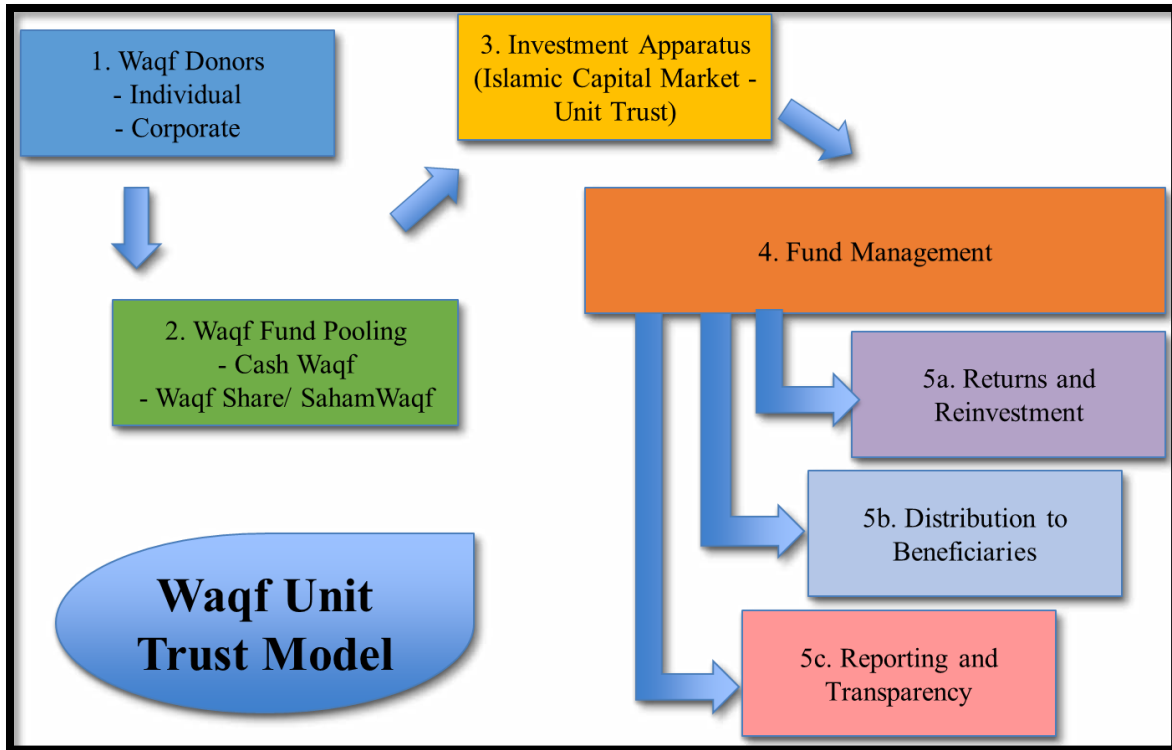 1. Waqf Donors
- Individual
- Corporate
2. Waqf Fund Pooling
- Cash Waqf
- Waqf Share/ SahamWaqf
3. Investment Apparatus
(Islamic Capital Market -
Unit Trust)
4. Fund Management
5a. Returns and
Reinvestment
5b. Distribution to
Beneficiaries
5c. Reporting and
Transparency
Waqf Unit
Trust Model